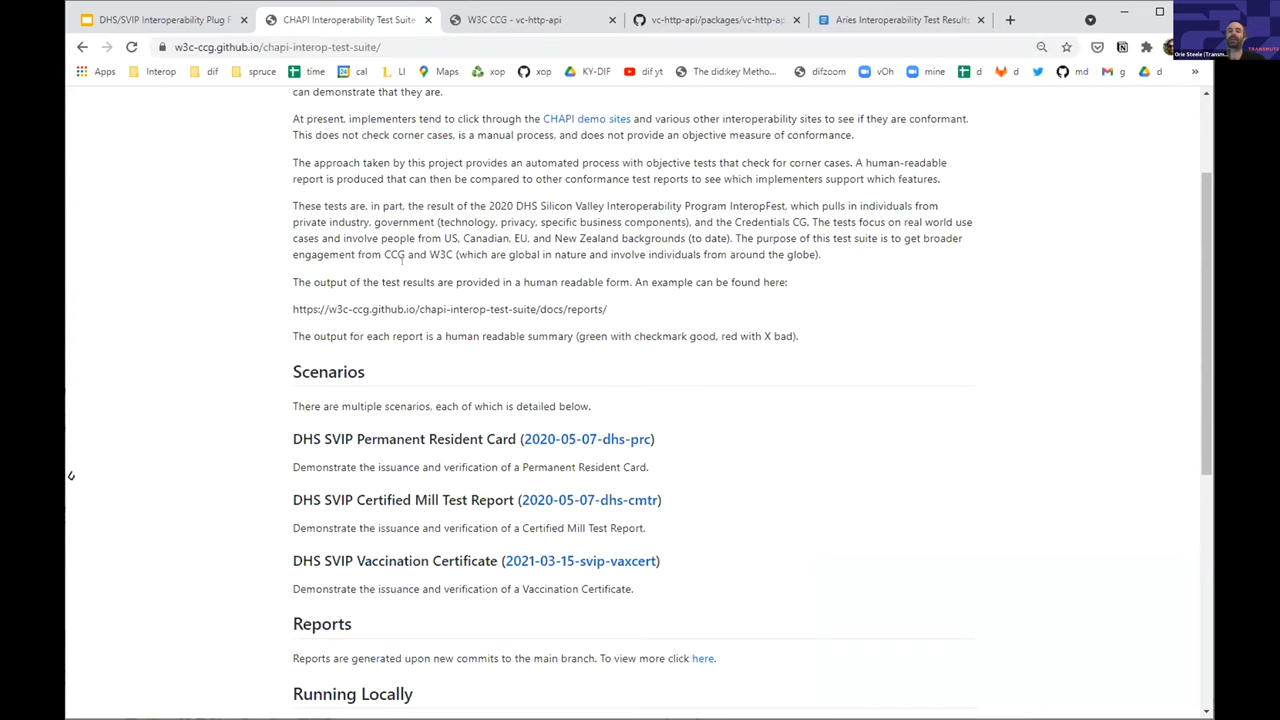 DHS/SVIP Interoperability Plug F
CHAPI Interoperability Test Suite
W3C CCG - vc-http-api
vc-http-api/packages/vc-http-ap
Aries Interoperability Test Results
w3c-ccg.github.io/chapi-interop-test-suite/
Apps Interop dif spruce time cal LI Maps xop xop KY-DIF dif yt The did:key Metho... difzoom vOh mine d d md g d »
Orie Steele (Transm...
TRANSMUTE
can demonstrate that they are.
At present, implementers tend to click through the CHAPI demo sites and various other interoperability sites to see if they are conformant.
This does not check corner cases, is a manual process, and does not provide an objective measure of conformance.
The approach taken by this project provides an automated process with objective tests that check for corner cases. A human-readable
report is produced that can then be compared to other conformance test reports to see which implementers support which features.
These tests are, in part, the result of the 2020 DHS Silicon Valley Interoperability Program InteropFest, which pulls in individuals from
private industry, government (technology, privacy, specific business components), and the Credentials CG. The tests focus on real world use
cases and involve people from US, Canadian, EU, and New Zealand backgrounds (to date). The purpose of this test suite is to get broader
engagement from CCG and W3C (which are global in nature and involve individuals from around the globe).
The output of the test results are provided in a human readable form. An example can be found here:
https://w3c-ccg.github.io/chapi-interop-test-suite/docs/reports/
The output for each report is a human readable summary (green with checkmark good, red with X bad).
Scenarios
There are multiple scenarios, each of which is detailed below.
DHS SVIP Permanent Resident Card (2020-05-07-dhs-prc)
Demonstrate the issuance and verification of a Permanent Resident Card.
DHS SVIP Certified Mill Test Report (2020-05-07-dhs-cmtr)
Demonstrate the issuance and verification of a Certified Mill Test Report.
DHS SVIP Vaccination Certificate (2021-03-15-svip-vaxcert)
Demonstrate the issuance and verification of a Vaccination Certificate.
Reports
Reports are generated upon new commits to the main branch. To view more click here.
Running Locally